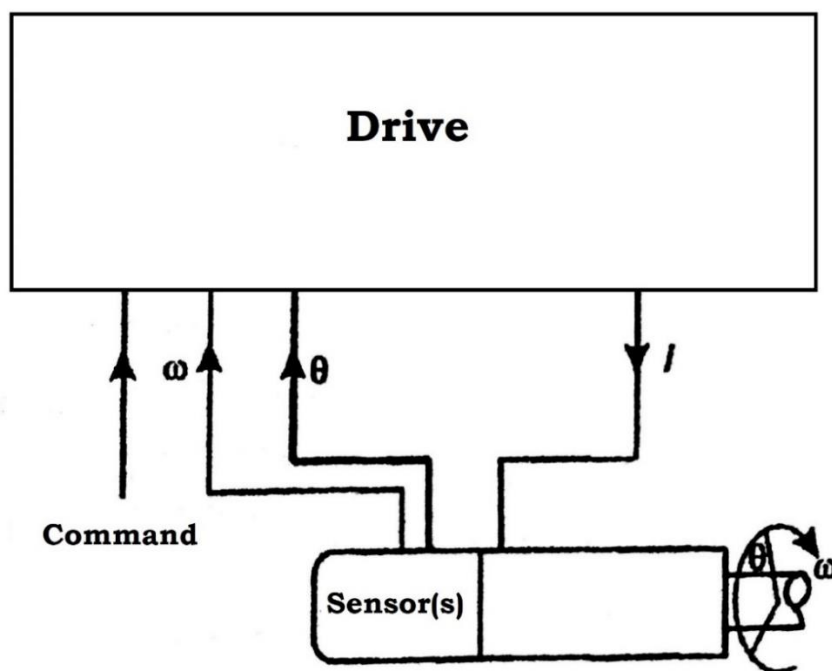 Drive
ω
θ
I
Command
Sensor(s)
θ
ω